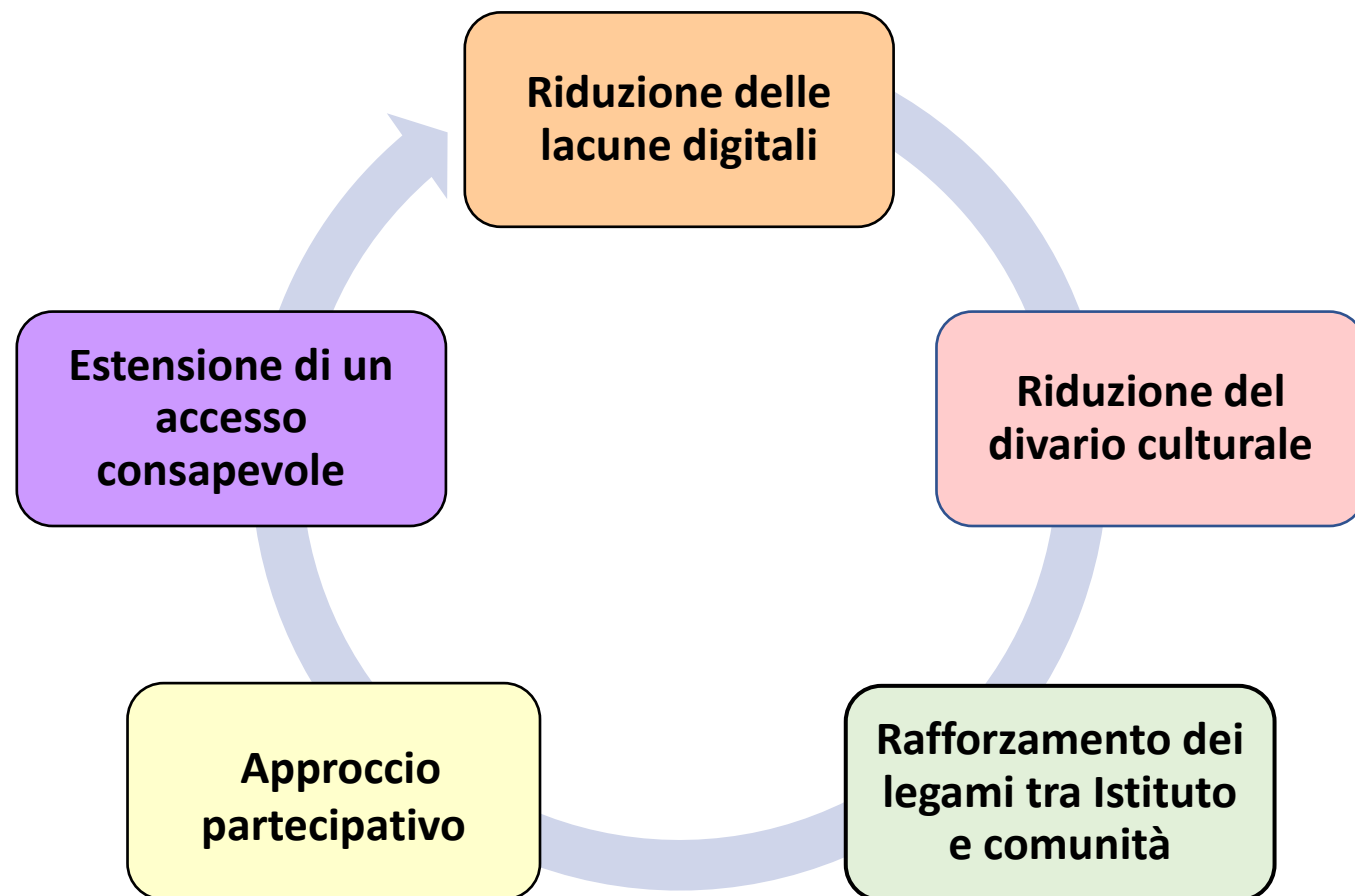 Riduzione delle
lacune digitali
Riduzione del
divario culturale
Rafforzamento dei
legami tra Istituto
e comunità
Approccio
partecipativo
Estensione di un
accesso
consapevole